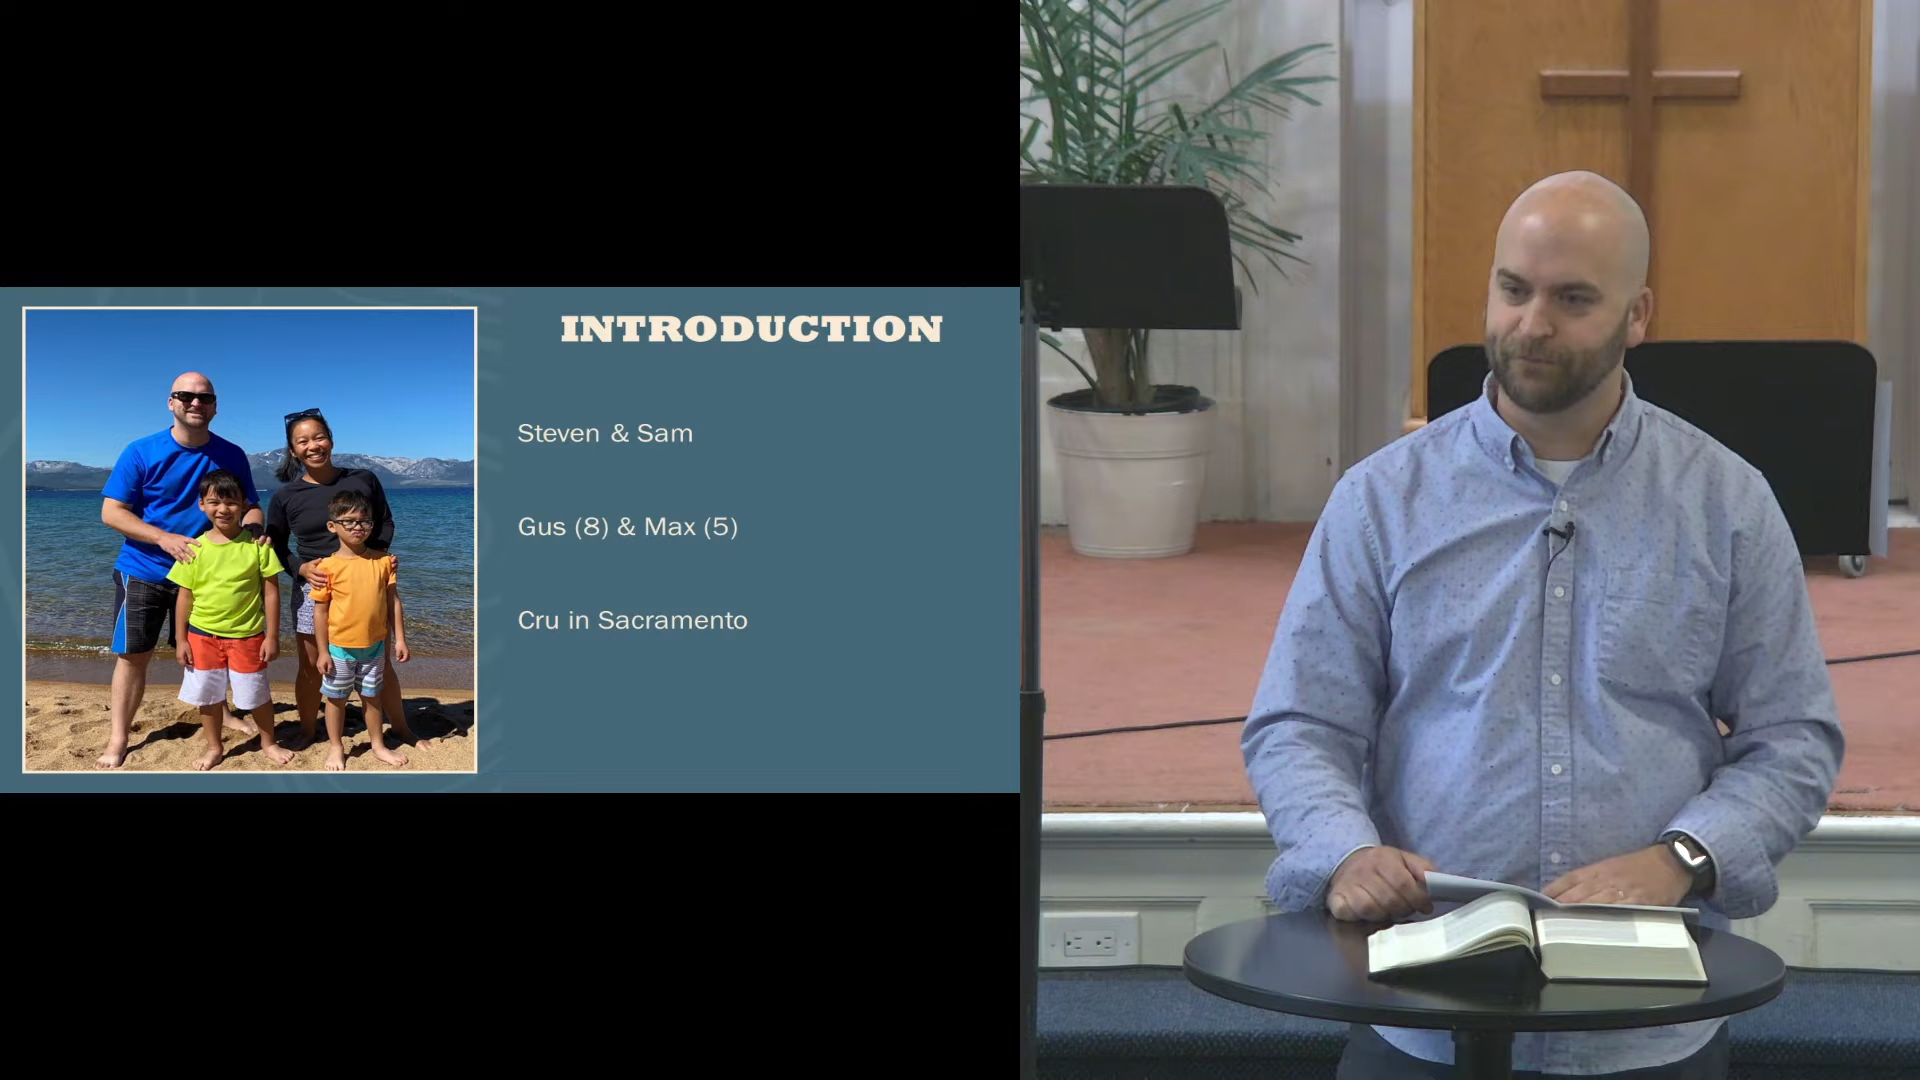 INTRODUCTION
Steven & Sam
Gus (8) & Max (5)
Cru in Sacramento